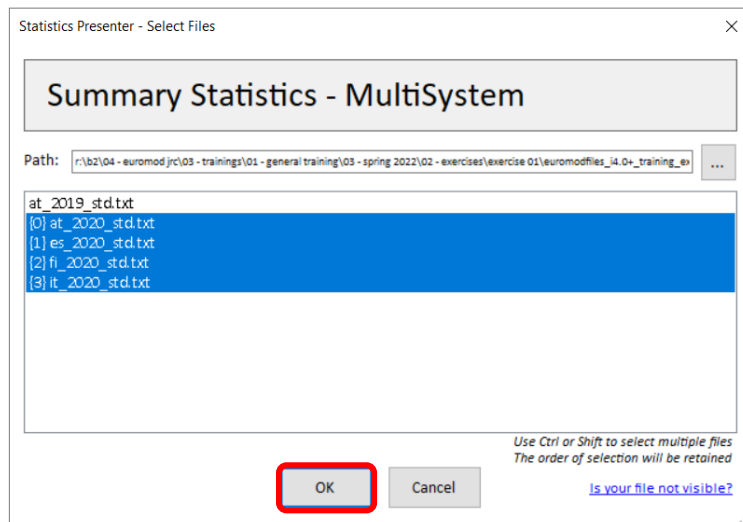 Statistics Presenter - Select Files
Summary Statistics - MultiSystem
Path: r:\b2\04 - euromod jrc\03 - trainings\01 - general training\03 - spring 2022\02 - exercises\exercise 01\euromodfiles_i4.0+_training_ex
...
at_2019_std.txt
{0} at_2020_std.txt
{1} es_2020_std.txt
{2} fi_2020_std.txt
{3} it_2020_std.txt
Use Ctrl or Shift to select multiple files
The order of selection will be retained
OK Cancel Is your file not visible?